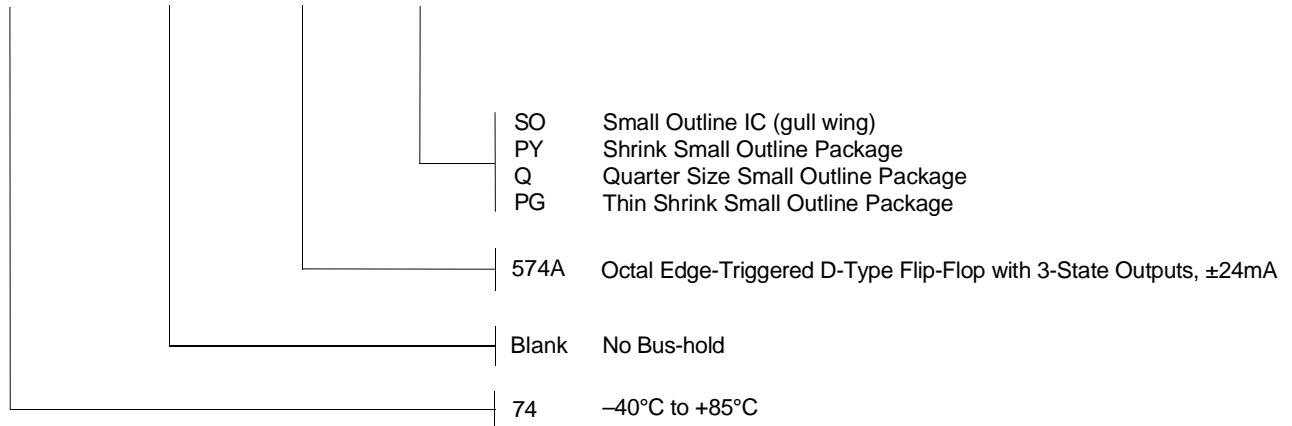 SO Small Outline IC (gull wing)
PY Shrink Small Outline Package
Q Quarter Size Small Outline Package
PG Thin Shrink Small Outline Package
574A Octal Edge-Triggered D-Type Flip-Flop with 3-State Outputs, ±24mA
Blank No Bus-hold
74 –40°C to +85°C